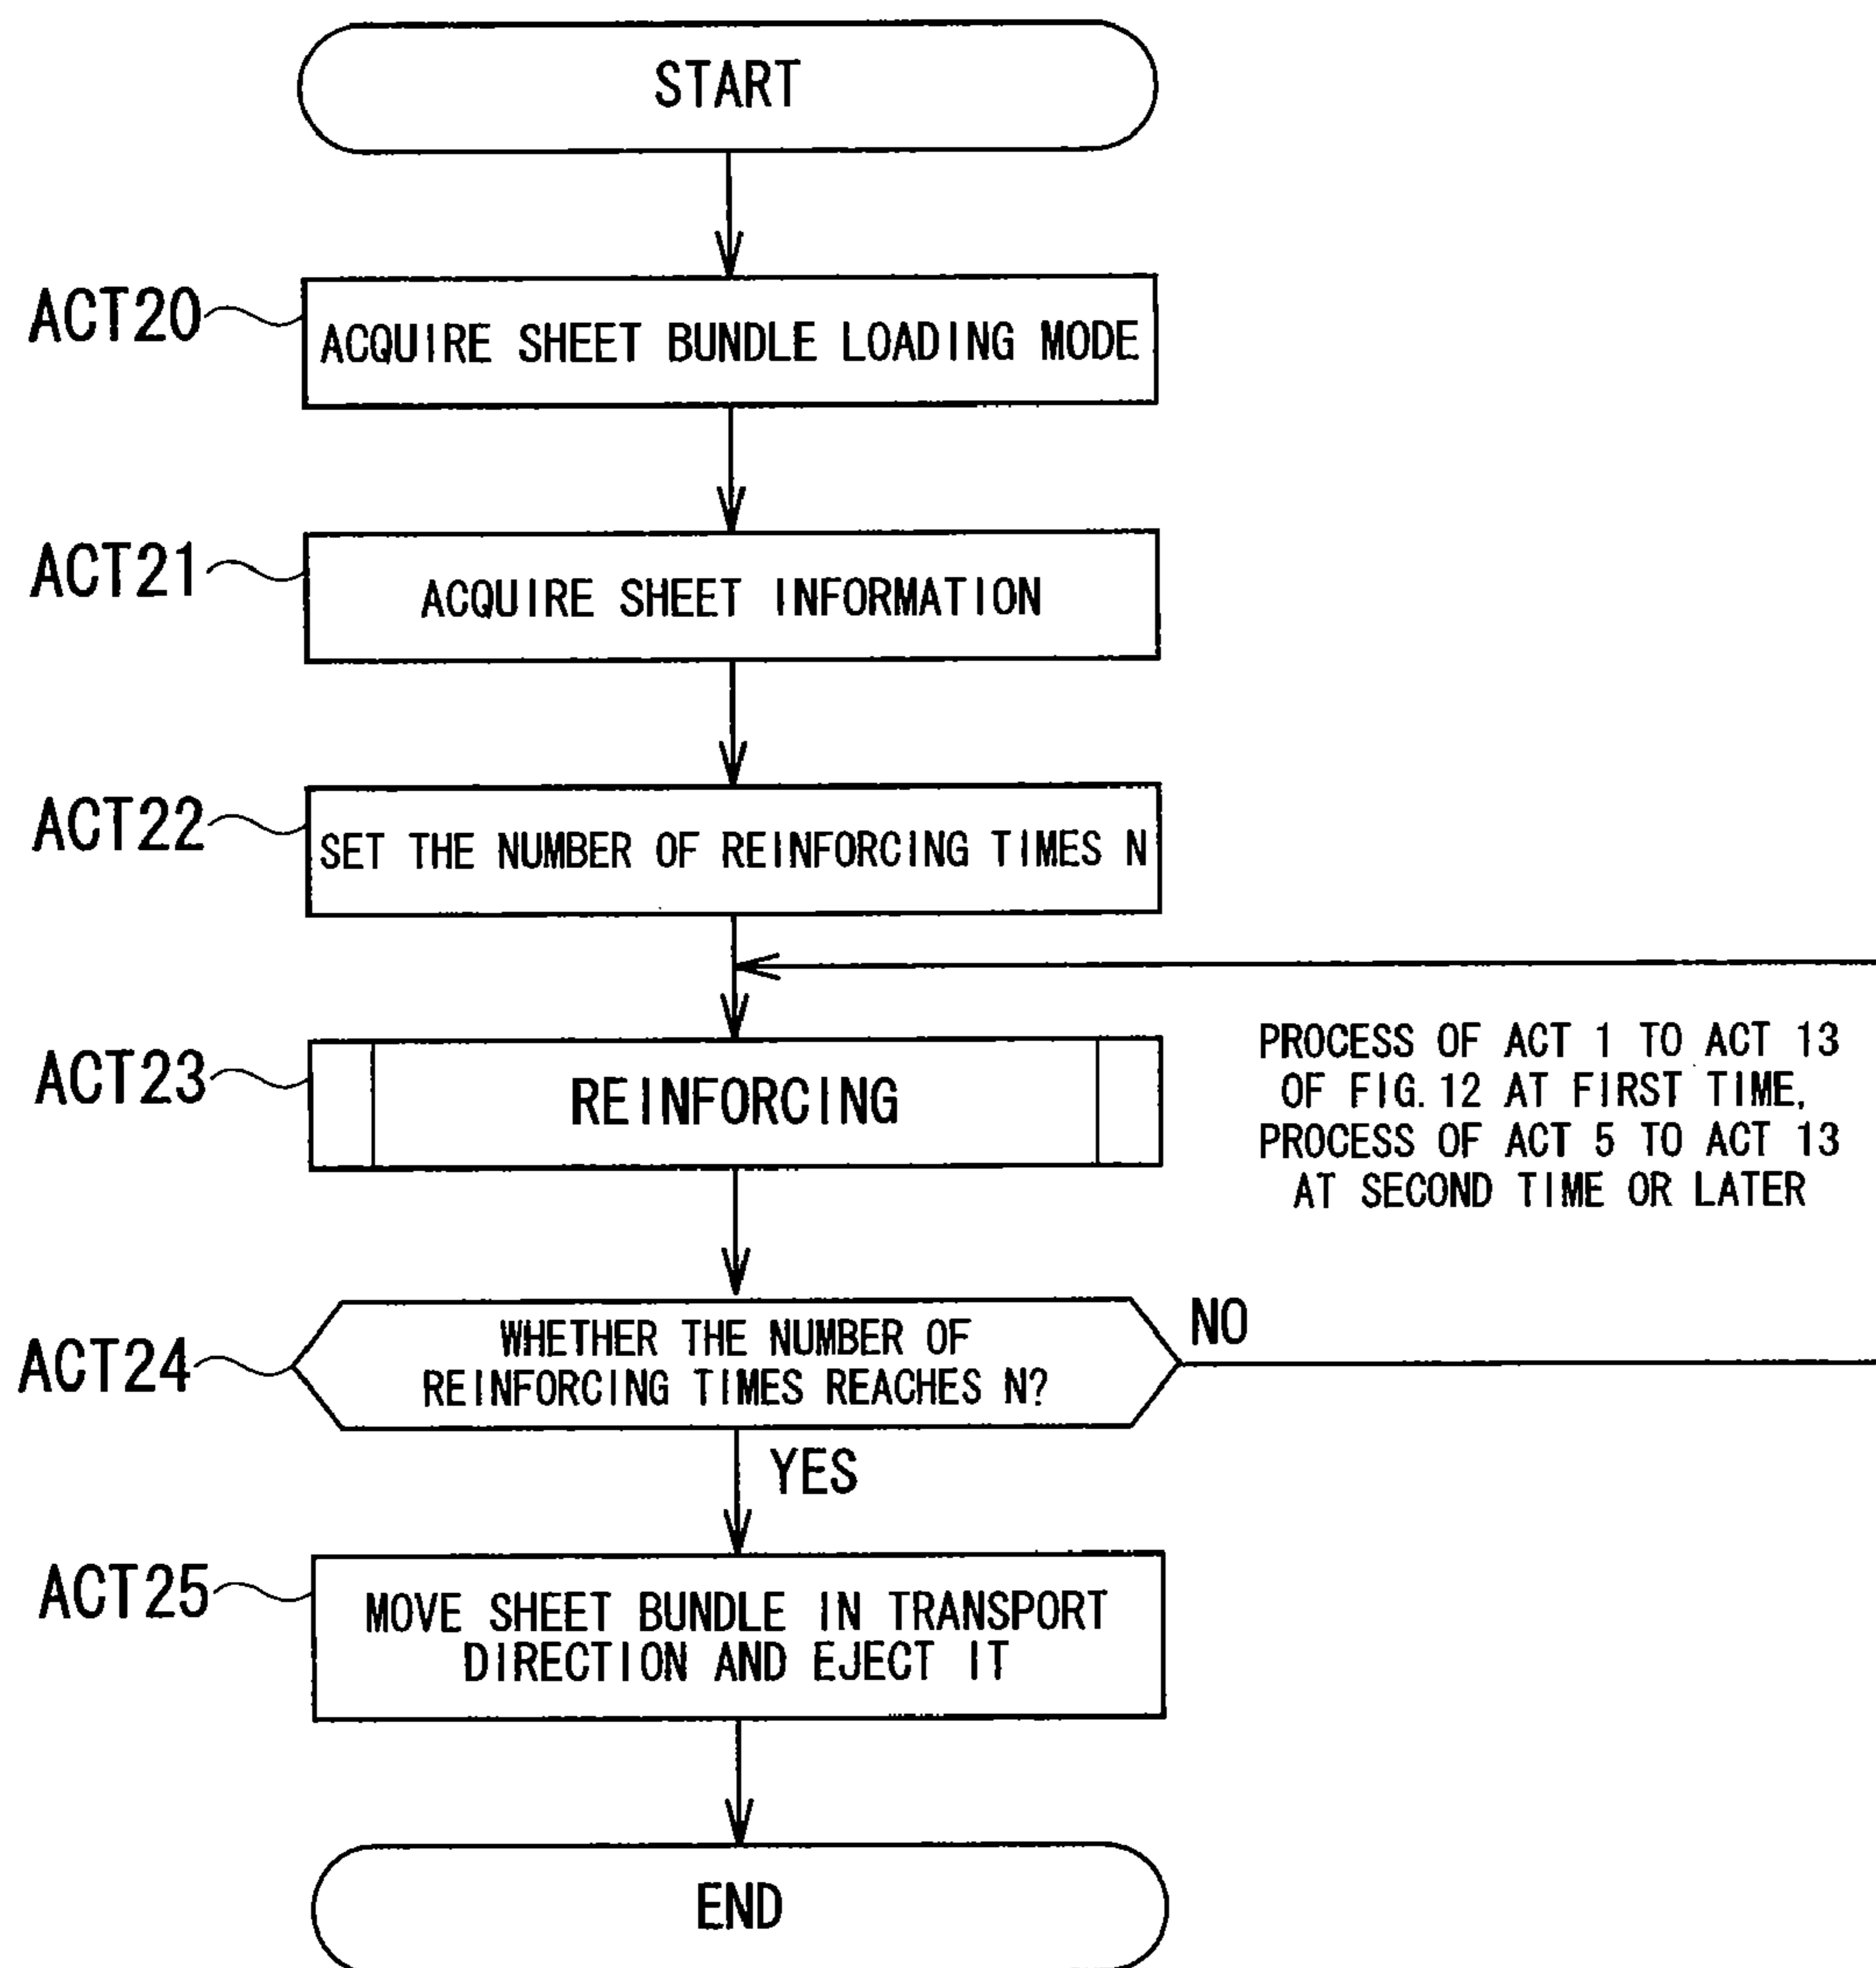 START
ACT20
ACQUIRE SHEET BUNDLE LOADING MODE
ACT21
ACQUIRE SHEET INFORMATION
ACT22
SET THE NUMBER OF REINFORCING TIMES N
ACT23
REINFORCING
PROCESS OF ACT 1 TO ACT 13
OF FIG. 12 AT FIRST TIME,
PROCESS OF ACT 5 TO ACT 13
AT SECOND TIME OR LATER
ACT24
WHETHER THE NUMBER OF
REINFORCING TIMES REACHES N?
NO
YES
ACT25
MOVE SHEET BUNDLE IN TRANSPORT
DIRECTION AND EJECT IT
END